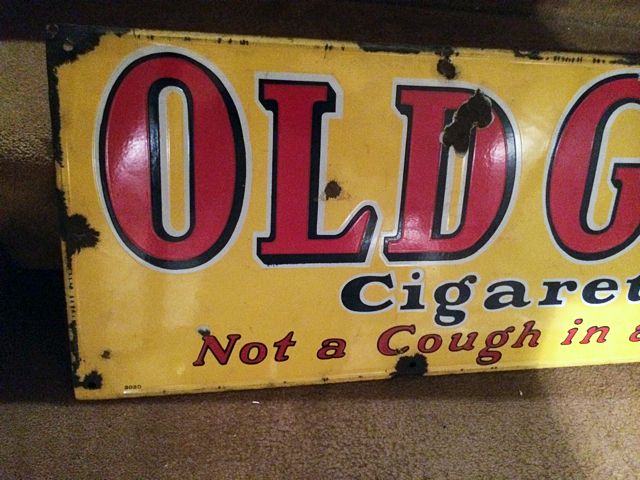 OLD G
Cigaret
Not a Cough in a